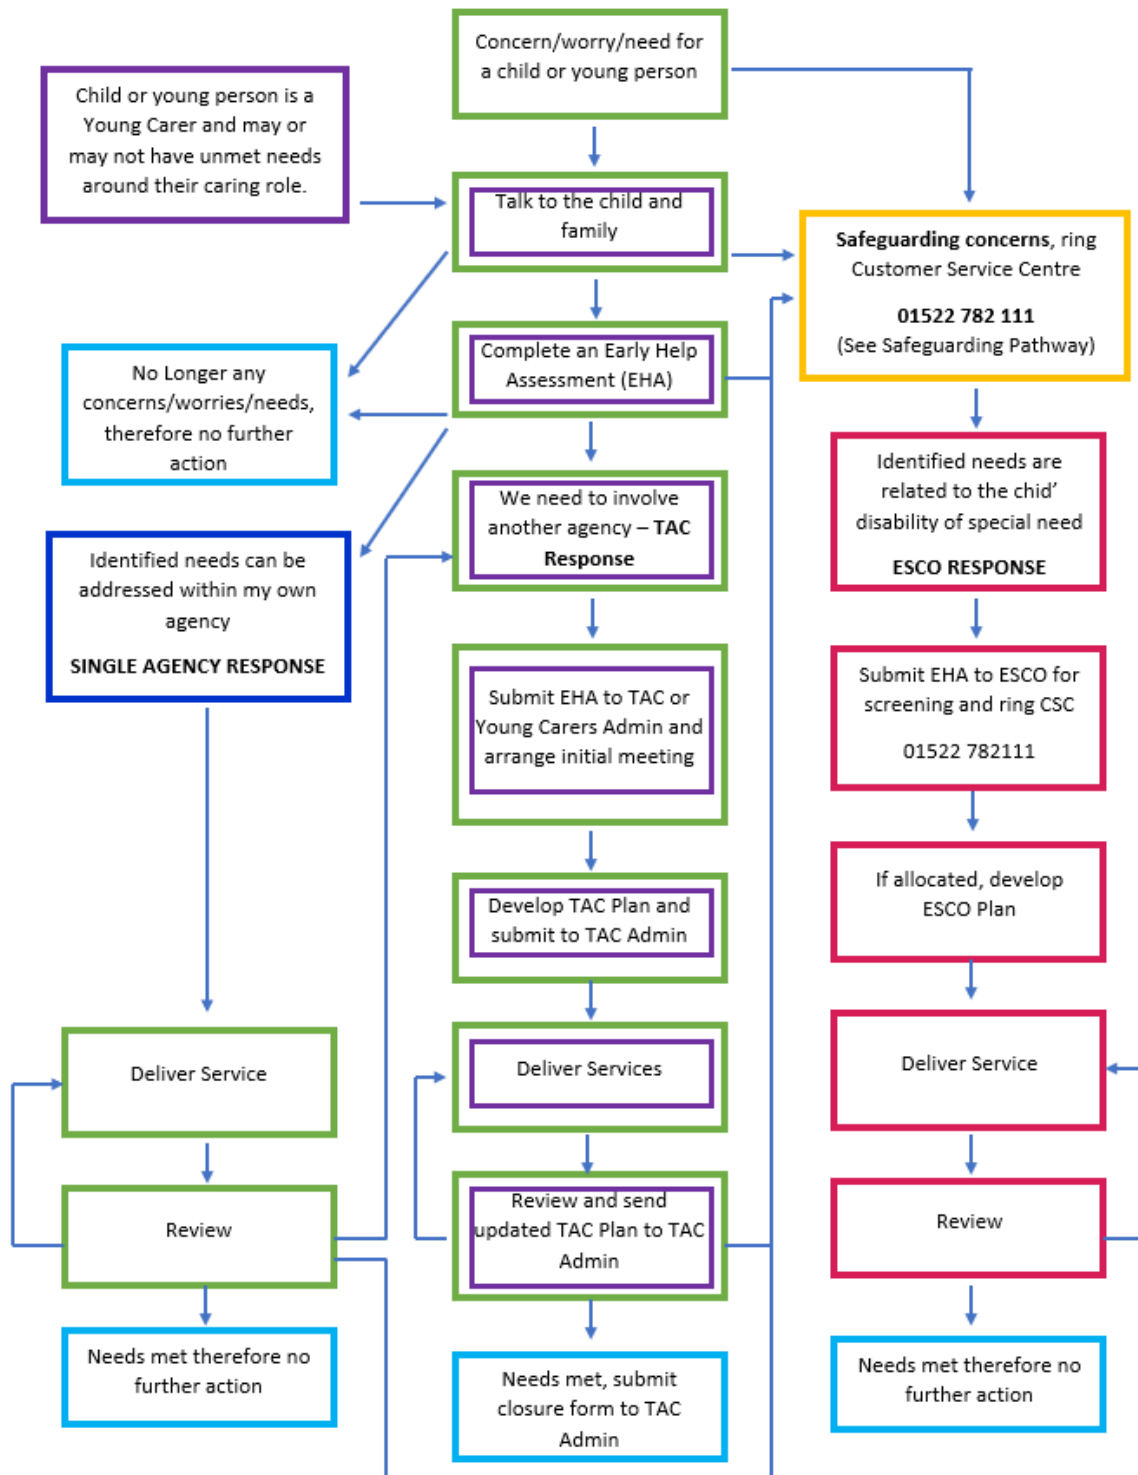 Concern/worry/need for
a child or young person
Child or young person is a
Young Carer and may or
may not have unmet needs
around their caring role.
Talk to the child and
family
Safeguarding concerns, ring
Customer Service Centre
01522 782 111
(See Safeguarding Pathway)
Complete an Early Help
Assessment (EHA)
No Longer any
concerns/worries/needs,
therefore no further
action
We need to involve
another agency – TAC
Response
Identified needs are
related to the chid’
disability of special need
ESCO RESPONSE
Identified needs can be
addressed within my own
agency
SINGLE AGENCY RESPONSE
Submit EHA to TAC or
Young Carers Admin and
arrange initial meeting
Submit EHA to ESCO for
screening and ring CSC
01522 782111
Develop TAC Plan and
submit to TAC Admin
If allocated, develop
ESCO Plan
Deliver Service
Deliver Services
Deliver Service
Review
Review and send
updated TAC Plan to TAC
Admin
Review
Needs met therefore no
further action
Needs met, submit
closure form to TAC
Admin
Needs met therefore no
further action